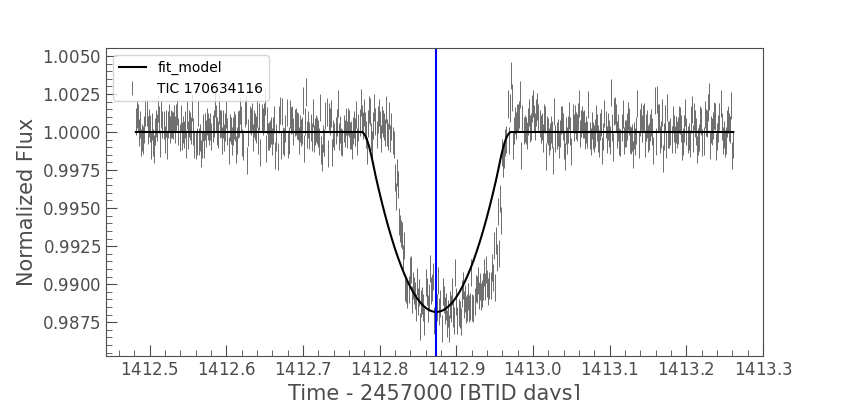 1.0050
fit_model
1.0025
TIC 170634116
1.0000
0.9975
0.9950
0.9925
0.9900
0.9875
Normalized Flux
1412.5 1412.6 1412.7 1412.8 1412.9 1413.0 1413.1 1413.2 1413.3
Time - 2457000 [BTJD days]